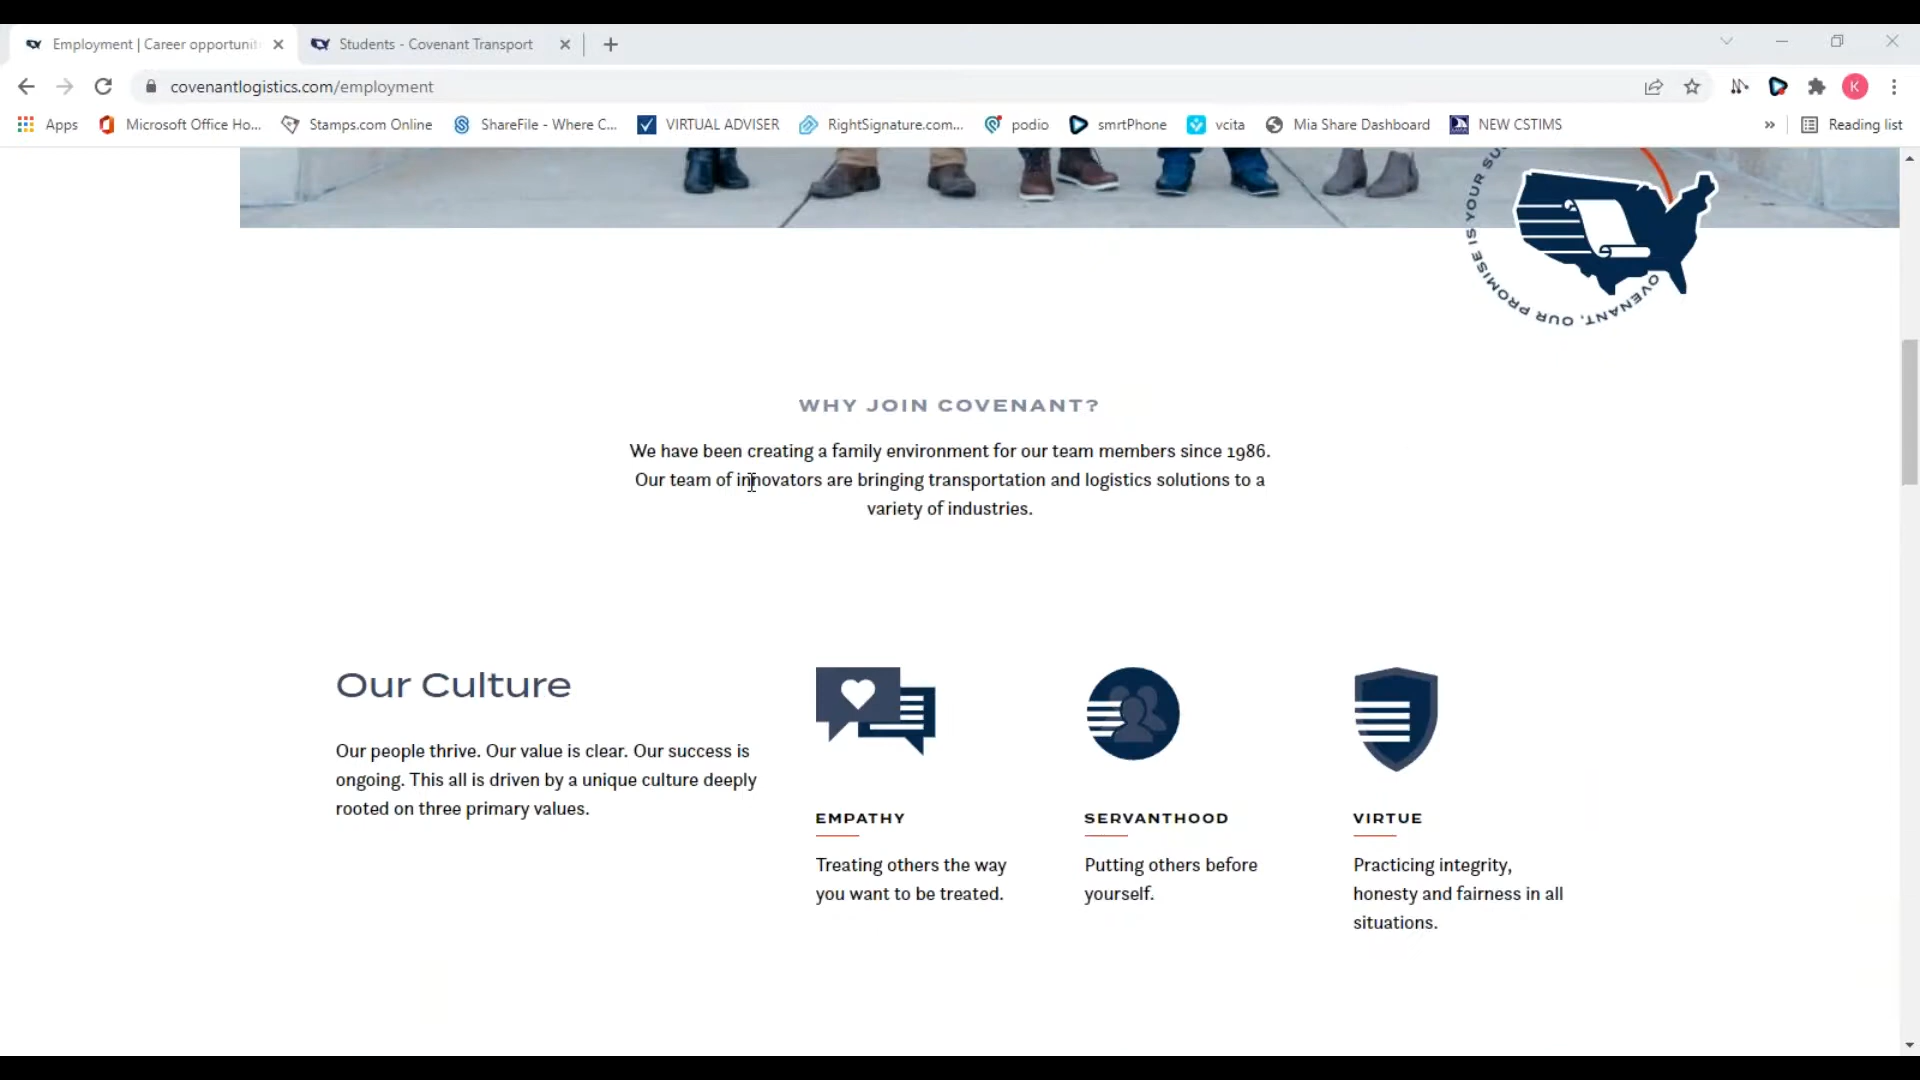 Employment | Career opportunit
Students - Covenant Transport
covenantlogistics.com/employment
K
Apps
Microsoft Office Ho...
Stamps.com Online
ShareFile - Where C...
VIRTUAL ADVISER
RightSignature.com...
podio
smrtPhone
vcita
Mia Share Dashboard
NEW CSTIMS
»
Reading list
OVENANT, OUR PROMISE IS YOUR SU
WHY JOIN COVENANT?
We have been creating a family environment for our team members since 1986.
Our team of innovators are bringing transportation and logistics solutions to a
variety of industries.
Our Culture
Our people thrive. Our value is clear. Our success is
ongoing. This all is driven by a unique culture deeply
rooted on three primary values.
EMPATHY
Treating others the way
you want to be treated.
SERVANTHOOD
Putting others before
yourself.
VIRTUE
Practicing integrity,
honesty and fairness in all
situations.